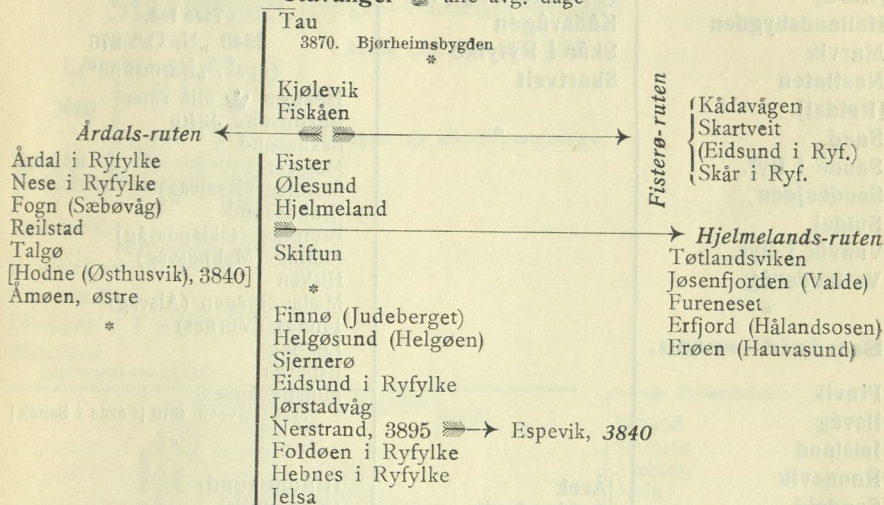 Stavanger alle avg. dage
Tau
3870. Bjørheimsbygden
*
Kjølevik
Fiskåen
Årdals-ruten
Årdal i Ryfylke
Nese i Ryfylke
Fogn (Sæbøvåg)
Reilstad
Talgø
[Hodne (Østhusvik), 3840]
Åmøen, østre
*
Fisterø-ruten
Kådavågen
Skartveit
(Eidsund i Ryf.)
Skår i Ryf.
Fister
Ølesund
Hjelmeland
Hjelmelands-ruten
Tøtlandsviken
Jøsenfjorden (Valde)
Fureneset
Erfjord (Hålandsosen)
Erøen (Hauvasund)
Skiftun
*
Finnø (Judeberget)
Helgøsund (Helgøen)
Sjernerø
Eidsund i Ryfylke
Jørstadvåg
Nerstrand, 3895 Espevik, 3840
Foldøen i Ryfylke
Hebnes i Ryfylke
Jelsa